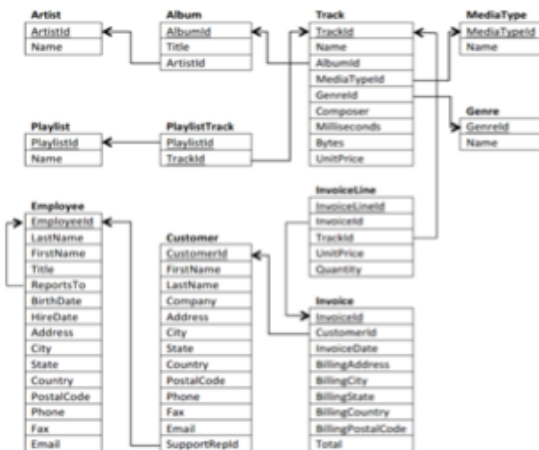 Artist
ArtistId
Name
Album
AlbumId
Title
ArtistId
Track
TrackId
Name
AlbumId
MediaTypeId
GenreId
Composer
Milliseconds
Bytes
UnitPrice
MediaType
MediaTypeId
Name
Genre
GenreId
Name
Playlist
PlaylistId
Name
PlaylistTrack
PlaylistId
TrackId
Employee
EmployeeId
LastName
FirstName
Title
ReportsTo
BirthDate
HireDate
Address
City
State
Country
PostalCode
Phone
Fax
Email
Customer
CustomerId
FirstName
LastName
Company
Address
City
State
Country
PostalCode
Phone
Fax
Email
SupportRepId
InvoiceLine
InvoiceLineId
InvoiceId
TrackId
UnitPrice
Quantity
Invoice
InvoiceId
CustomerId
InvoiceDate
BillingAddress
BillingCity
BillingState
BillingCountry
BillingPostalCode
Total